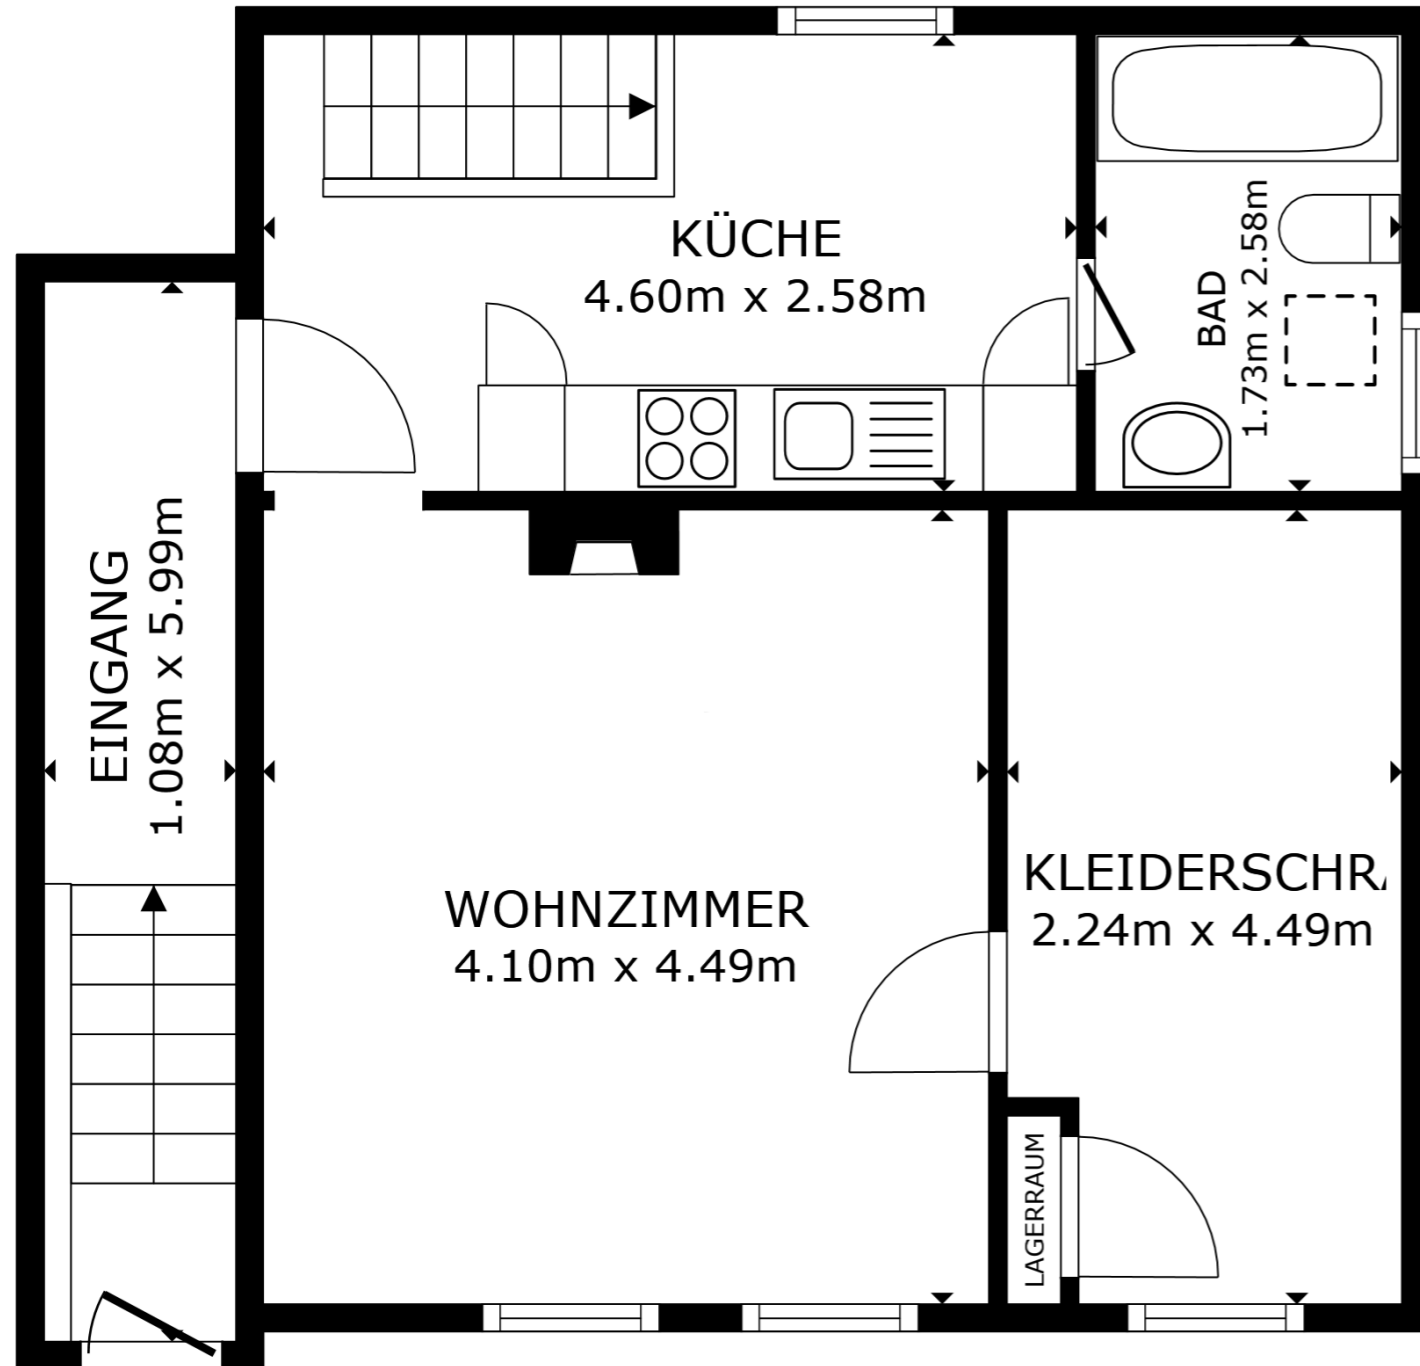 KÜCHE
4.60m x 2.58m
BAD
1.73m x 2.58m
EINGANG
1.08m x 5.99m
WOHNZIMMER
4.10m x 4.49m
KLEIDERSCHR
2.24m x 4.49m
LAGERRAUM